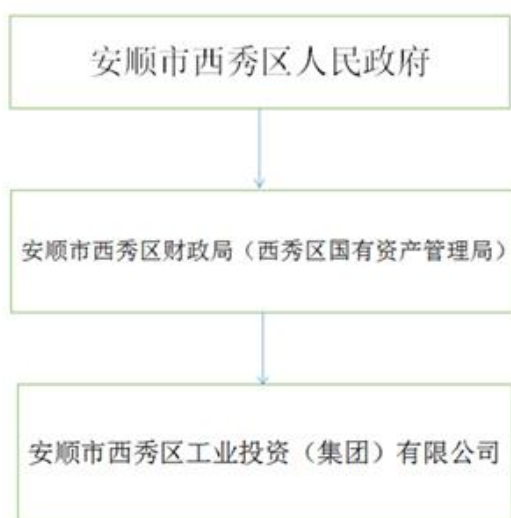 安顺市西秀区人民政府
安顺市西秀区财政局（西秀区国有资产管理局）
安顺市西秀区工业投资（集团）有限公司